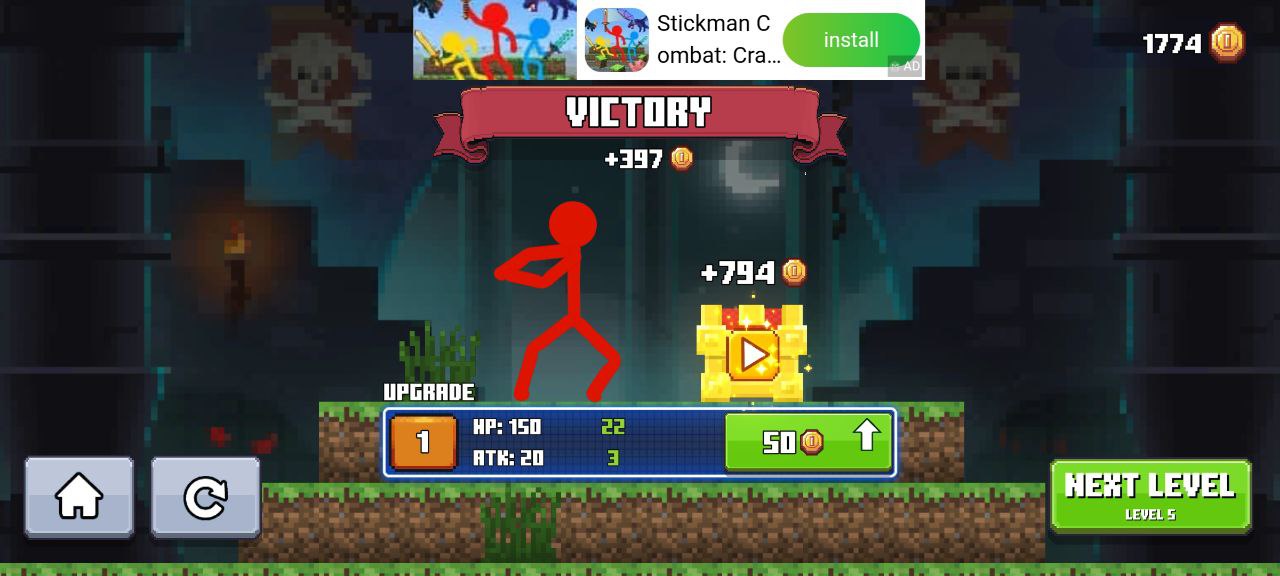 Stickman C
ombat: Cra...
install
AD
1774
VICTORY
+397
+794
UPGRADE
1
HP: 150 22
ATK: 20 3
50
NEXT LEVEL
LEVEL 5